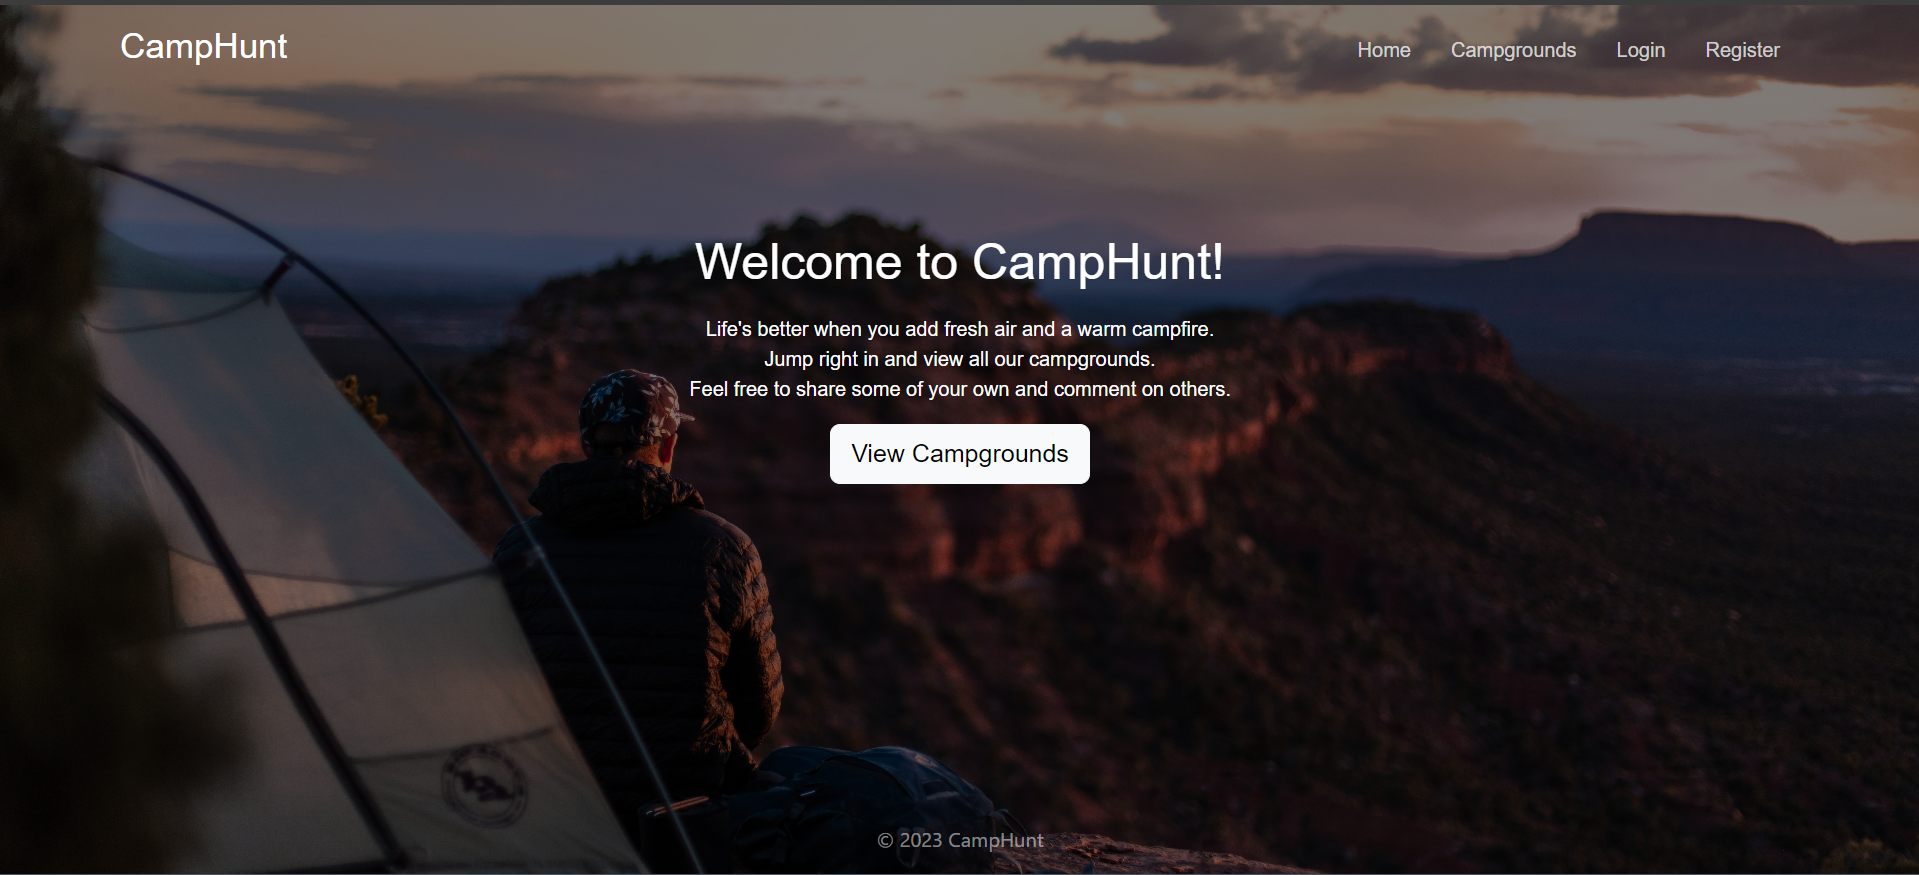 CampHunt
Home Campgrounds Login Register
Welcome to CampHunt!
Life's better when you add fresh air and a warm campfire.
Jump right in and view all our campgrounds.
Feel free to share some of your own and comment on others.
View Campgrounds
© 2023 CampHunt